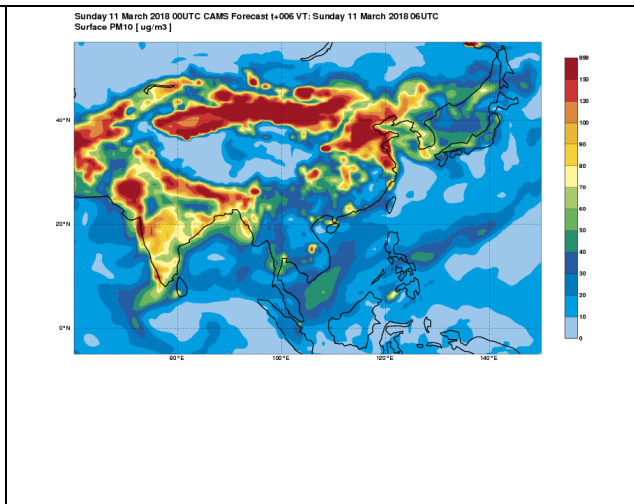 Sunday 11 March 2018 00UTC CAMS Forecast t+006 VT: Sunday 11 March 2018 06UTC
Surface PM10 [ ug/m3 ]
999
150
120
100
90
80
70
60
50
40
30
20
10
0
40°N
20°N
0°N
80°E
100°E
120°E
140°E